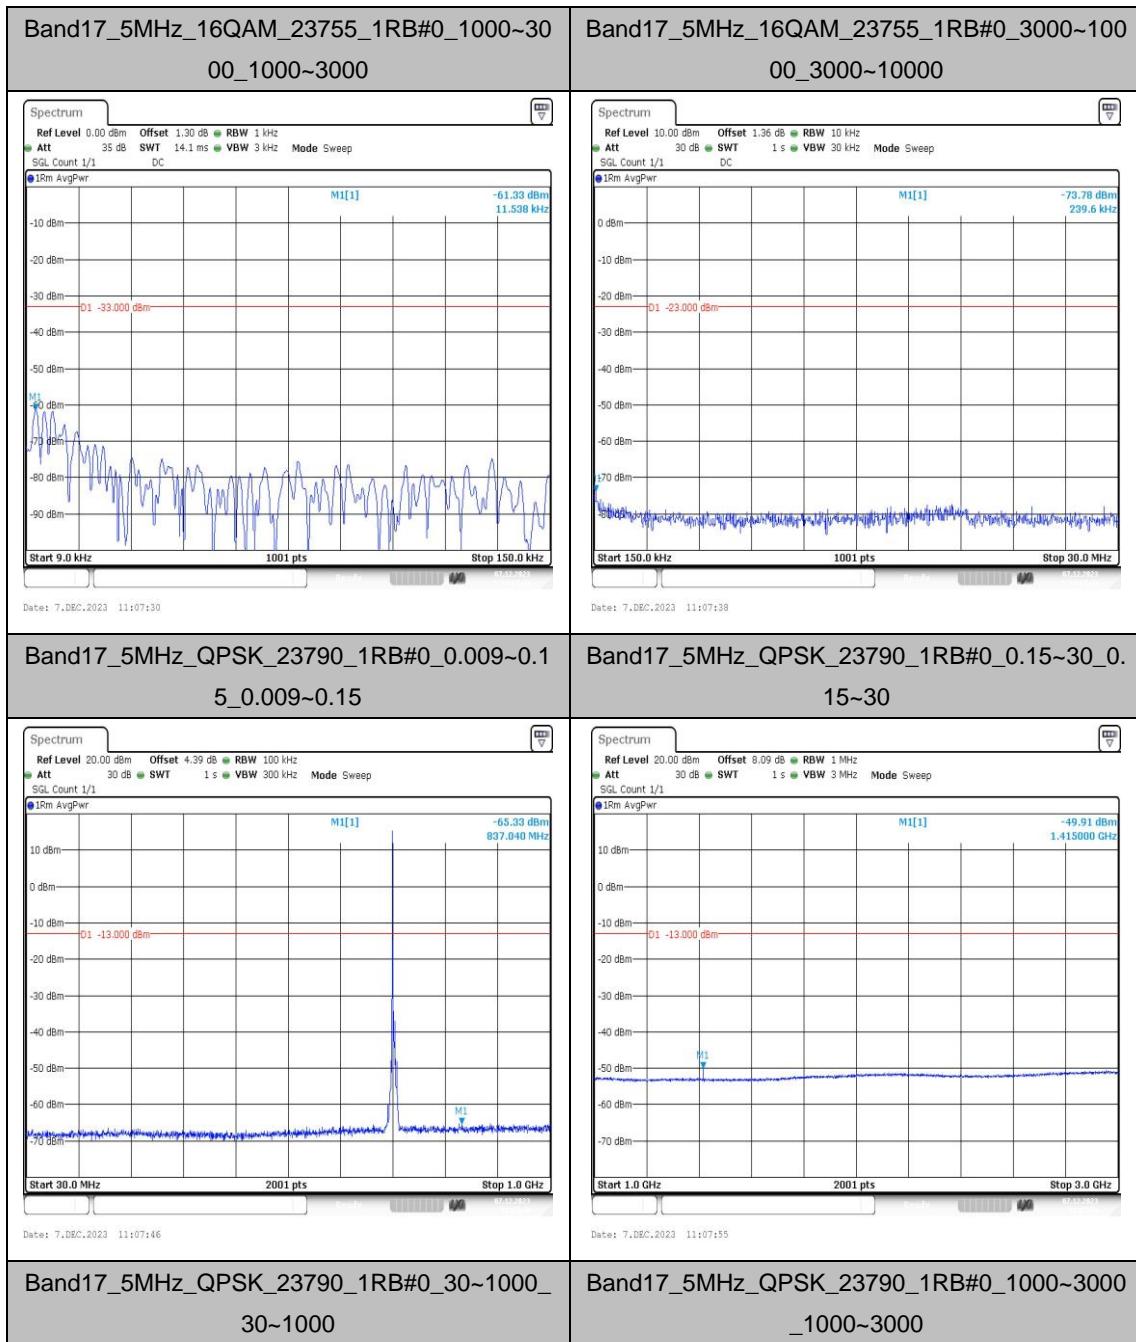 Band17_5MHz_16QAM_23755_1RB#0_1000~30
00_1000~3000
Band17_5MHz_16QAM_23755_1RB#0_3000~100
00_3000~10000
Spectrum
Ref Level 0.00 dBm Offset 1.30 dB RBW 1 kHz
Att 35 dB SWT 14.1 ms VBW 3 kHz Mode Sweep
SGL Count 1/1 DC
1Rm AvgPwr
M1[1] -61.33 dBm
11.538 kHz
-10 dBm
-20 dBm
-30 dBm
D1 -33.000 dBm
-40 dBm
-50 dBm
M1
-60 dBm
-70 dBm
-80 dBm
-90 dBm
Start 9.0 kHz 1001 pts Stop 150.0 kHz
Date: 7.DEC.2023 11:07:30
Spectrum
Ref Level 10.00 dBm Offset 1.36 dB RBW 10 kHz
Att 30 dB SWT 1 s VBW 30 kHz Mode Sweep
SGL Count 1/1 DC
1Rm AvgPwr
M1[1] -73.78 dBm
239.6 kHz
0 dBm
-10 dBm
-20 dBm
D1 -23.000 dBm
-30 dBm
-40 dBm
-50 dBm
-60 dBm
-70 dBm
-80 dBm
Start 150.0 kHz 1001 pts Stop 30.0 MHz
Date: 7.DEC.2023 11:07:38
Band17_5MHz_QPSK_23790_1RB#0_0.009~0.1
5_0.009~0.15
Band17_5MHz_QPSK_23790_1RB#0_0.15~30_0.
15~30
Spectrum
Ref Level 20.00 dBm Offset 4.39 dB RBW 100 kHz
Att 30 dB SWT 1 s VBW 300 kHz Mode Sweep
SGL Count 1/1
1Rm AvgPwr
M1[1] -65.33 dBm
837.040 MHz
10 dBm
0 dBm
-10 dBm
D1 -13.000 dBm
-20 dBm
-30 dBm
-40 dBm
-50 dBm
-60 dBm
M1
-70 dBm
Start 30.0 MHz 2001 pts Stop 1.0 GHz
Date: 7.DEC.2023 11:07:46
Spectrum
Ref Level 20.00 dBm Offset 8.09 dB RBW 1 MHz
Att 30 dB SWT 1 s VBW 3 MHz Mode Sweep
SGL Count 1/1
1Rm AvgPwr
M1[1] -49.91 dBm
1.415000 GHz
10 dBm
0 dBm
-10 dBm
D1 -13.000 dBm
-20 dBm
-30 dBm
-40 dBm
M1
-50 dBm
-60 dBm
-70 dBm
Start 1.0 GHz 2001 pts Stop 3.0 GHz
Date: 7.DEC.2023 11:07:55
Band17_5MHz_QPSK_23790_1RB#0_30~1000_
30~1000
Band17_5MHz_QPSK_23790_1RB#0_1000~3000
_1000~3000